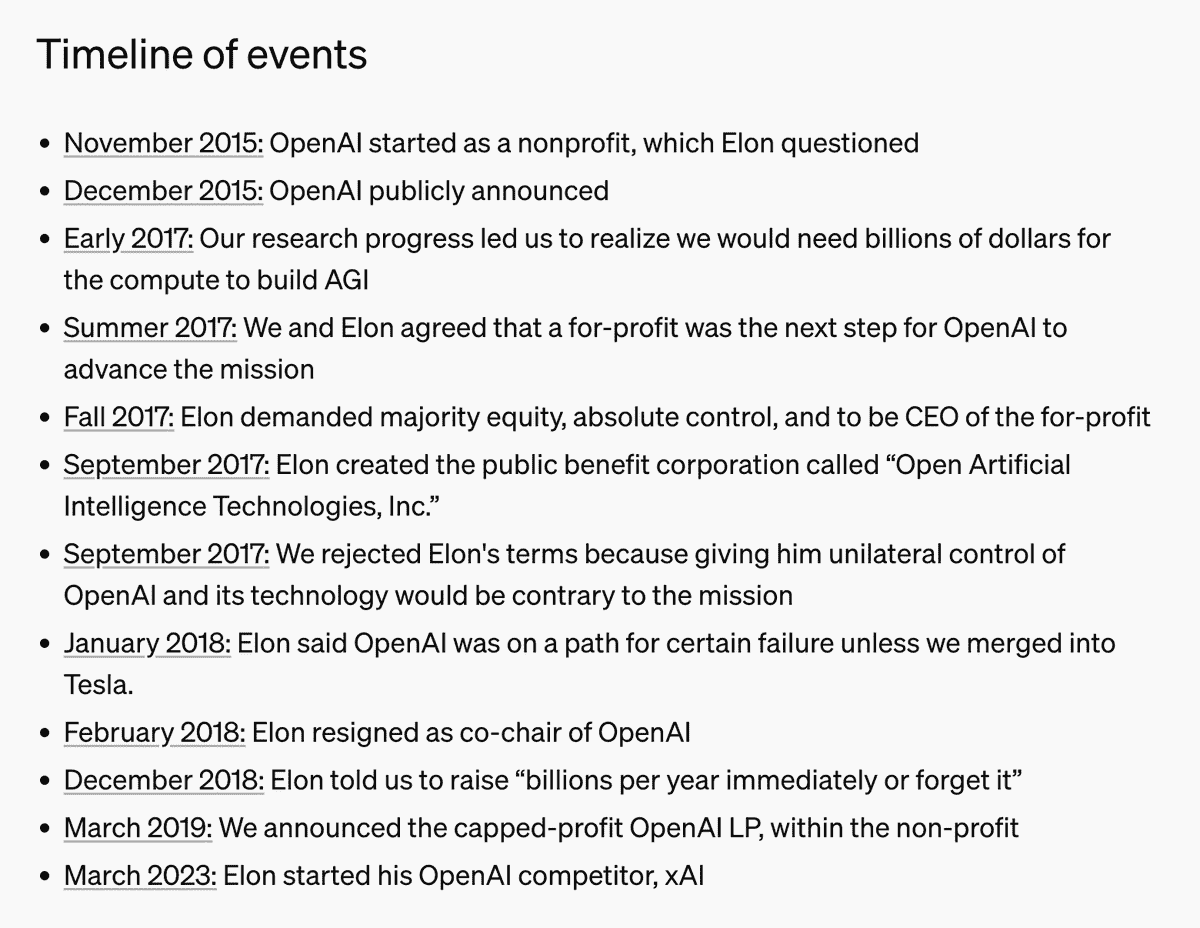 Timeline of events
• November 2015: OpenAI started as a nonprofit, which Elon questioned
• December 2015: OpenAI publicly announced
• Early 2017: Our research progress led us to realize we would need billions of dollars for
the compute to build AGI
• Summer 2017: We and Elon agreed that a for-profit was the next step for OpenAI to
advance the mission
• Fall 2017: Elon demanded majority equity, absolute control, and to be CEO of the for-profit
• September 2017: Elon created the public benefit corporation called “Open Artificial
Intelligence Technologies, Inc.”
• September 2017: We rejected Elon's terms because giving him unilateral control of
OpenAI and its technology would be contrary to the mission
• January 2018: Elon said OpenAI was on a path for certain failure unless we merged into
Tesla.
• February 2018: Elon resigned as co-chair of OpenAI
• December 2018: Elon told us to raise “billions per year immediately or forget it”
• March 2019: We announced the capped-profit OpenAI LP, within the non-profit
• March 2023: Elon started his OpenAI competitor, xAI